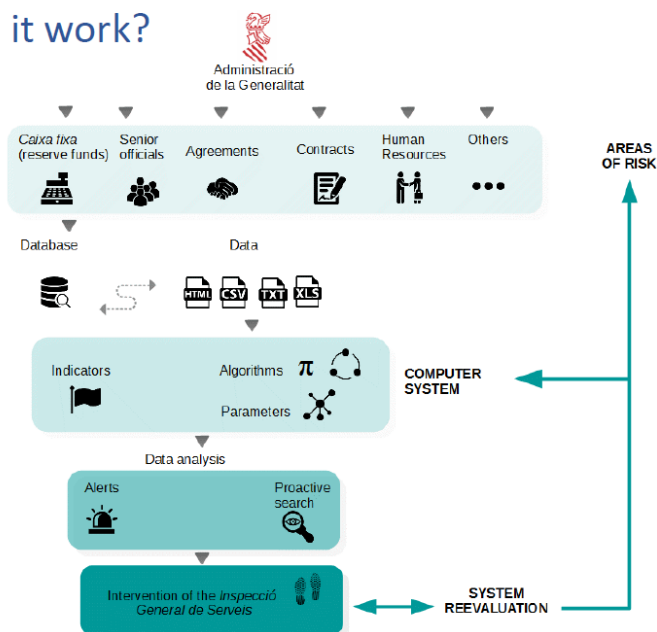 it work?
Administració
de la Generalitat
Caixa fixa
(reserve funds)
Senior
officials
Agreements
Contracts
Human
Resources
Others
AREAS
OF RISK
Database
Data
HTML
CSV
TXT
XLS
Indicators
Algorithms
π
Parameters
COMPUTER
SYSTEM
Data analysis
Alerts
Proactive
search
Intervention of the Inspecció
General de Serveis
SYSTEM
REEVALUATION